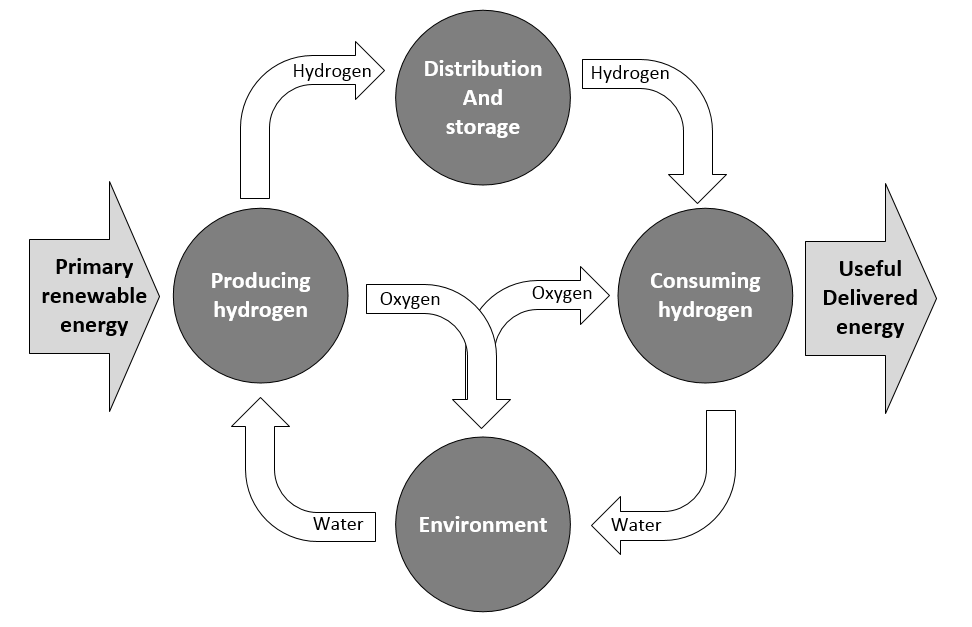 Distribution
And
storage
Hydrogen
Hydrogen
Primary
renewable
energy
Producing
hydrogen
Oxygen
Oxygen
Consuming
hydrogen
Useful
Delivered
energy
Water
Environment
Water